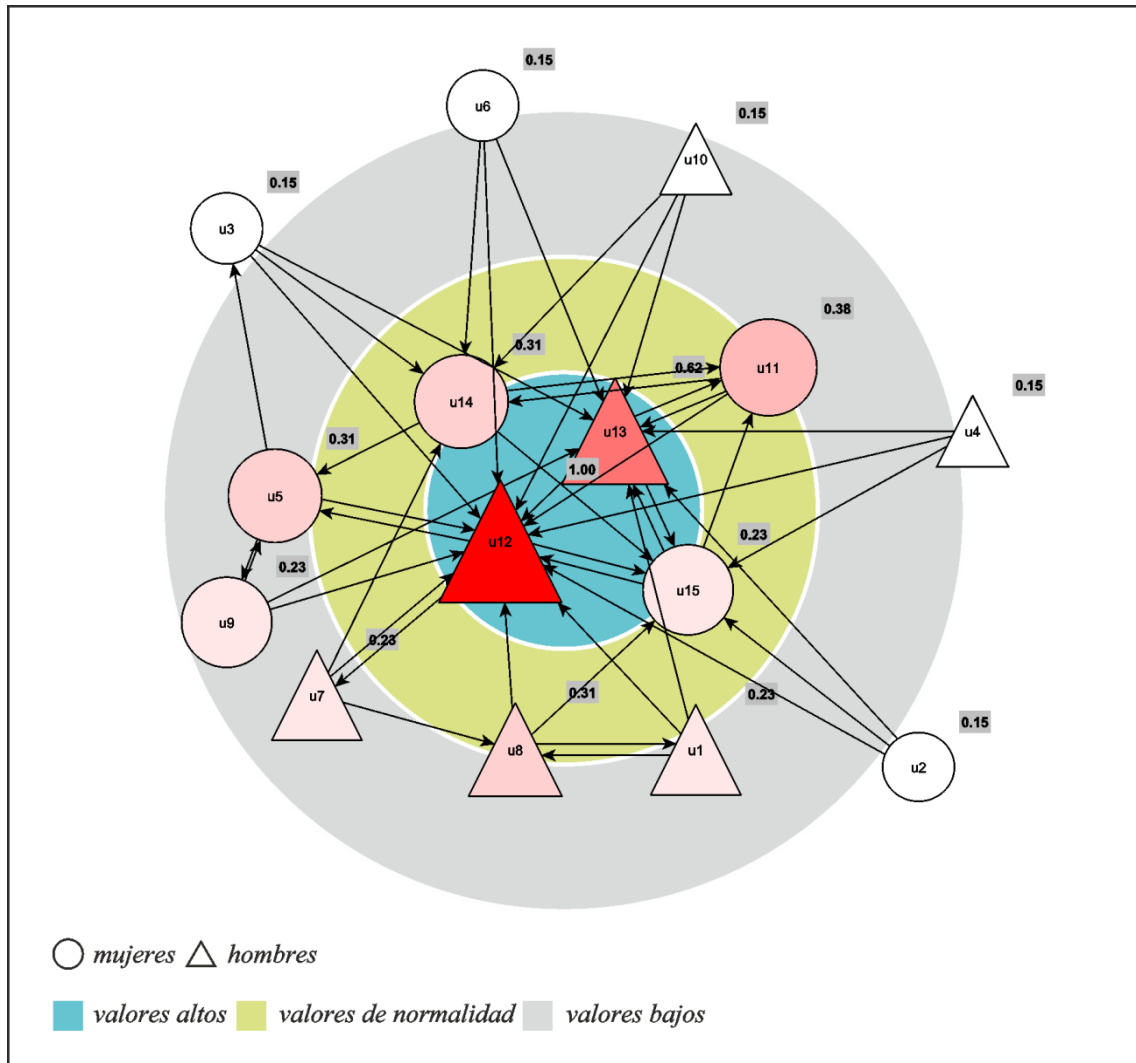 0.15
u6
0.15
u10
0.15
u3
0.38
0.31
0.62
u11
0.15
u14
u13
u4
0.31
1.00
u5
0.23
u12
0.23
u15
u9
0.23
u7
0.31
0.23
0.15
u8
u1
u2
mujeres hombres
valores altos valores de normalidad valores bajos